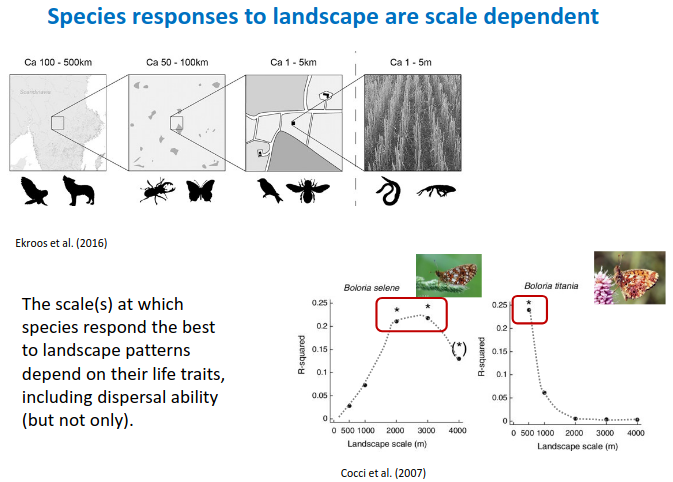 Species responses to landscape are scale dependent
Ca 100 - 500km
Ca 50 - 100km
Ca 1 - 5km
Ca 1 - 5m
Scandinavia
Ekroos et al. (2016)
The scale(s) at which
species respond the best
to landscape patterns
depend on their life traits,
including dispersal ability
(but not only).
Boloria selene
0.25
0.2
0.15
0.1
0.05
0
R-squared
* *
(*)
0 500 1000 2000 3000 4000
Landscape scale (m)
Boloria titania
0.25
0.2
0.15
0.1
0.05
0
R-squared
*
0 500 1000 2000 3000 4000
Landscape scale (m)
Cocci et al. (2007)